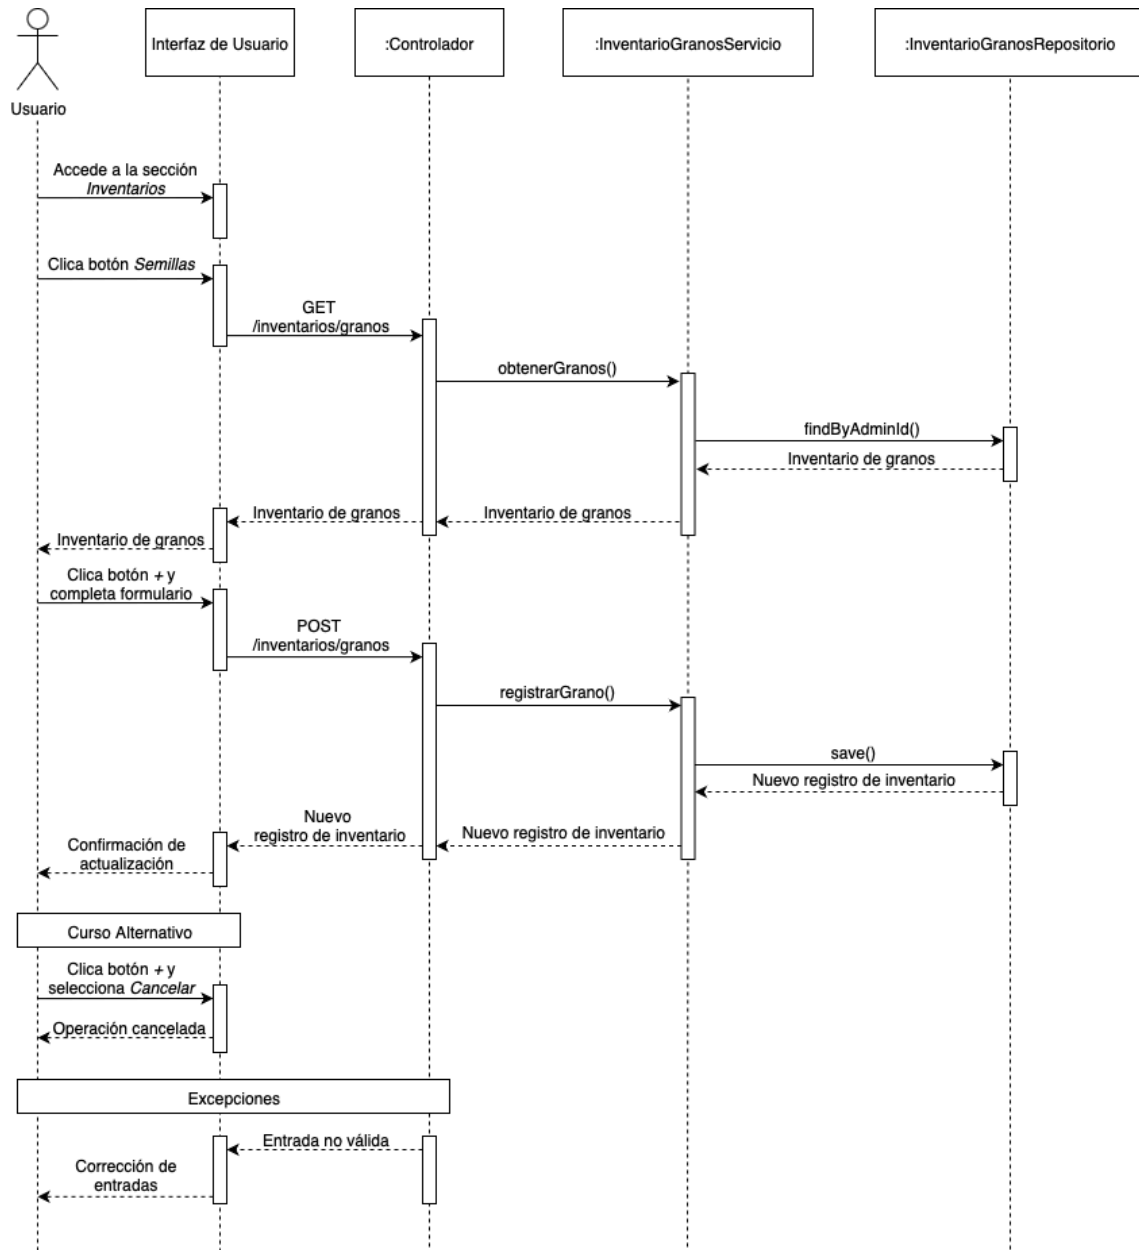 Interfaz de Usuario
:Controlador
:InventarioGranosServicio
:InventarioGranosRepositorio
Usuario
Accede a la sección
Inventarios
Clica botón Semillas
GET
/inventarios/granos
obtenerGranos()
findByAdminId()
Inventario de granos
Inventario de granos
Inventario de granos
Inventario de granos
Clica botón + y
completa formulario
POST
/inventarios/granos
registrarGrano()
save()
Nuevo registro de inventario
Nuevo registro de inventario
Nuevo
registro de inventario
Confirmación de
actualización
Curso Alternativo
Clica botón + y
selecciona Cancelar
Operación cancelada
Excepciones
Entrada no válida
Corrección de
entradas